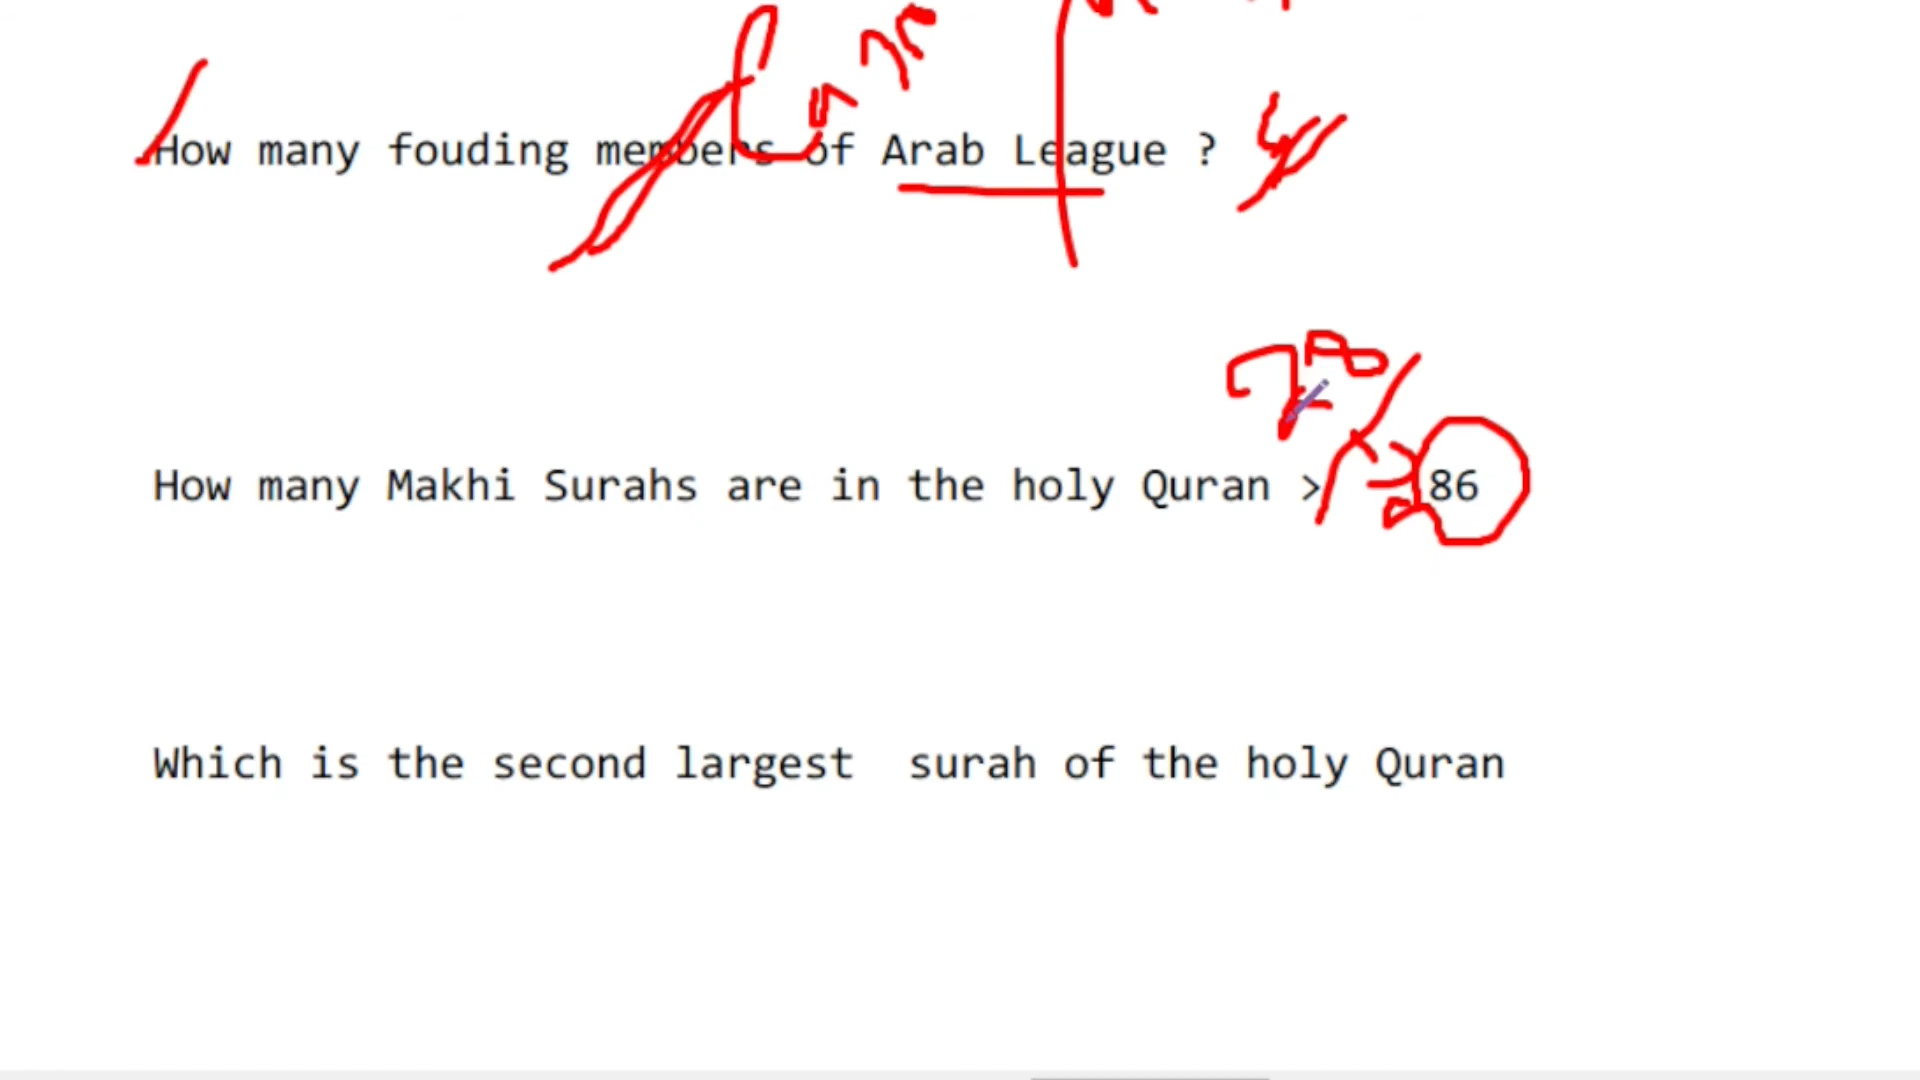 How many fouding members of Arab League ?
28
How many Makhi Surahs are in the holy Quran > 86
Which is the second largest surah of the holy Quran